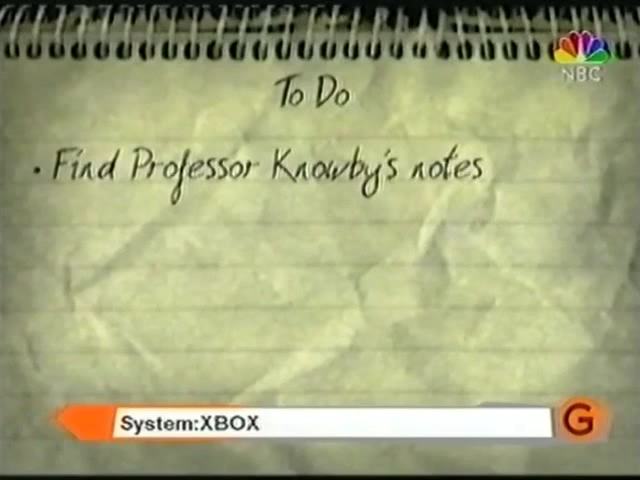 NBC
To Do
· Find Professor Knowby's notes
System:XBOX
G